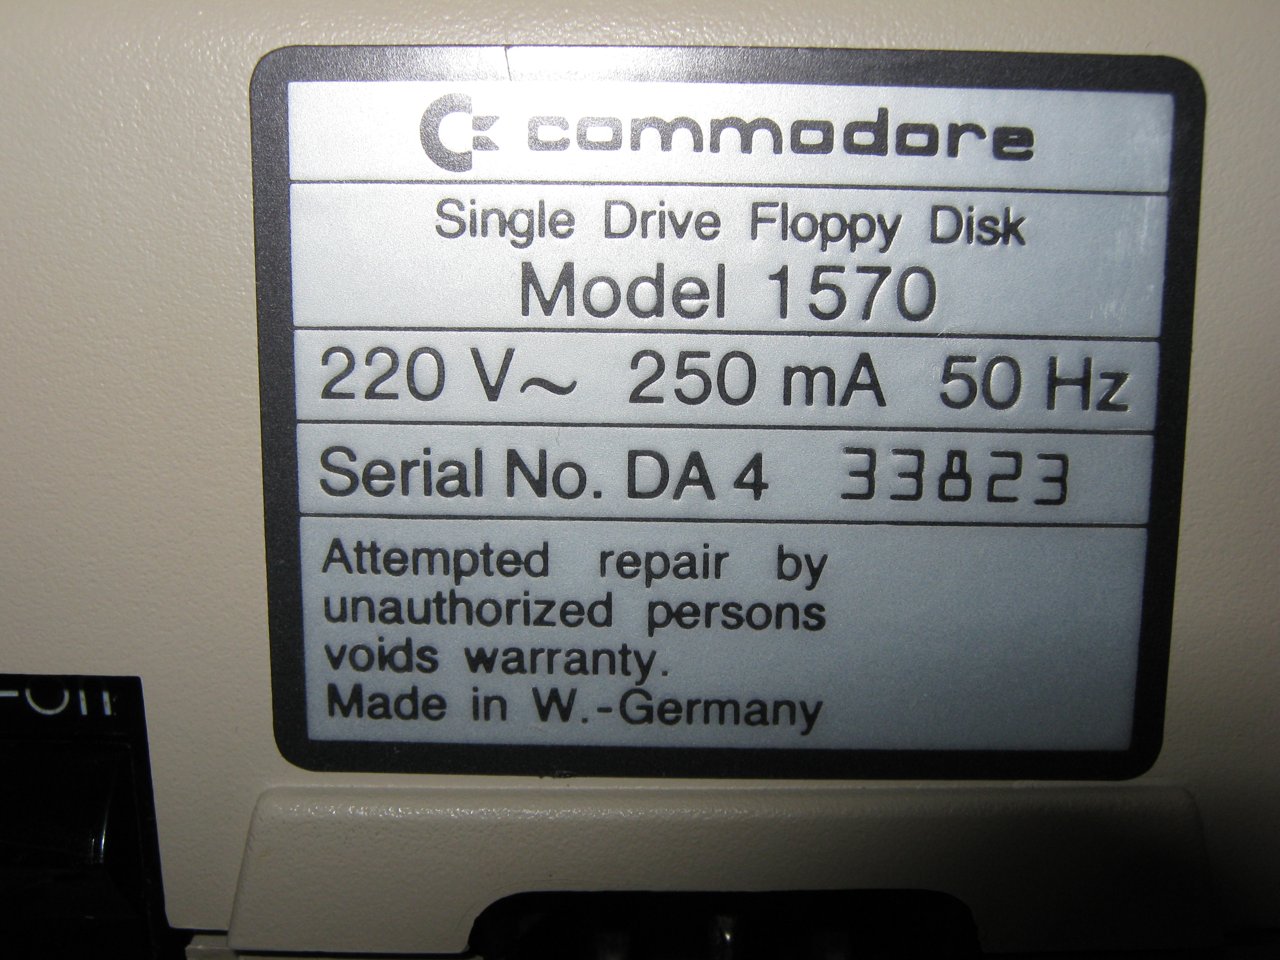 commodore
Single Drive Floppy Disk
Model 1570
220 V~ 250 mA 50 Hz
Serial No. DA 4 33823
Attempted repair by
unauthorized persons
voids warranty.
Made in W.-Germany